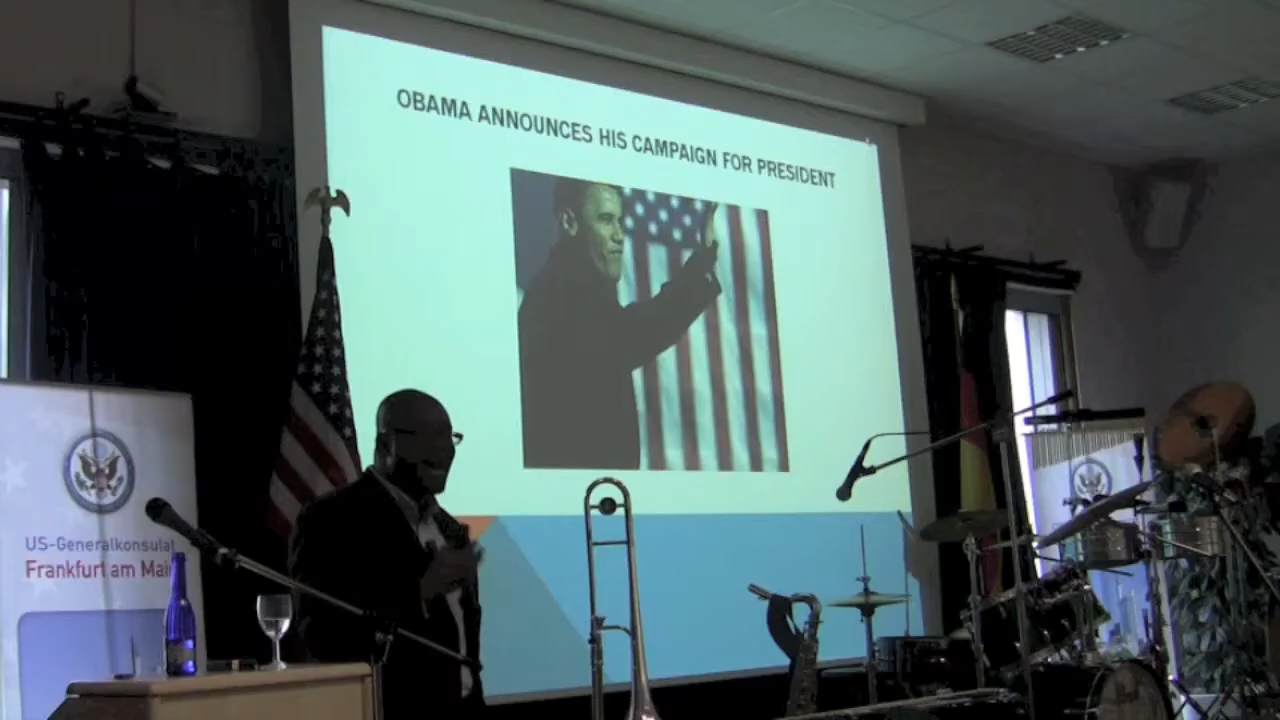 OBAMA ANNOUNCES HIS CAMPAIGN FOR PRESIDENT
US-Generalkonsulat
Frankfurt am Main